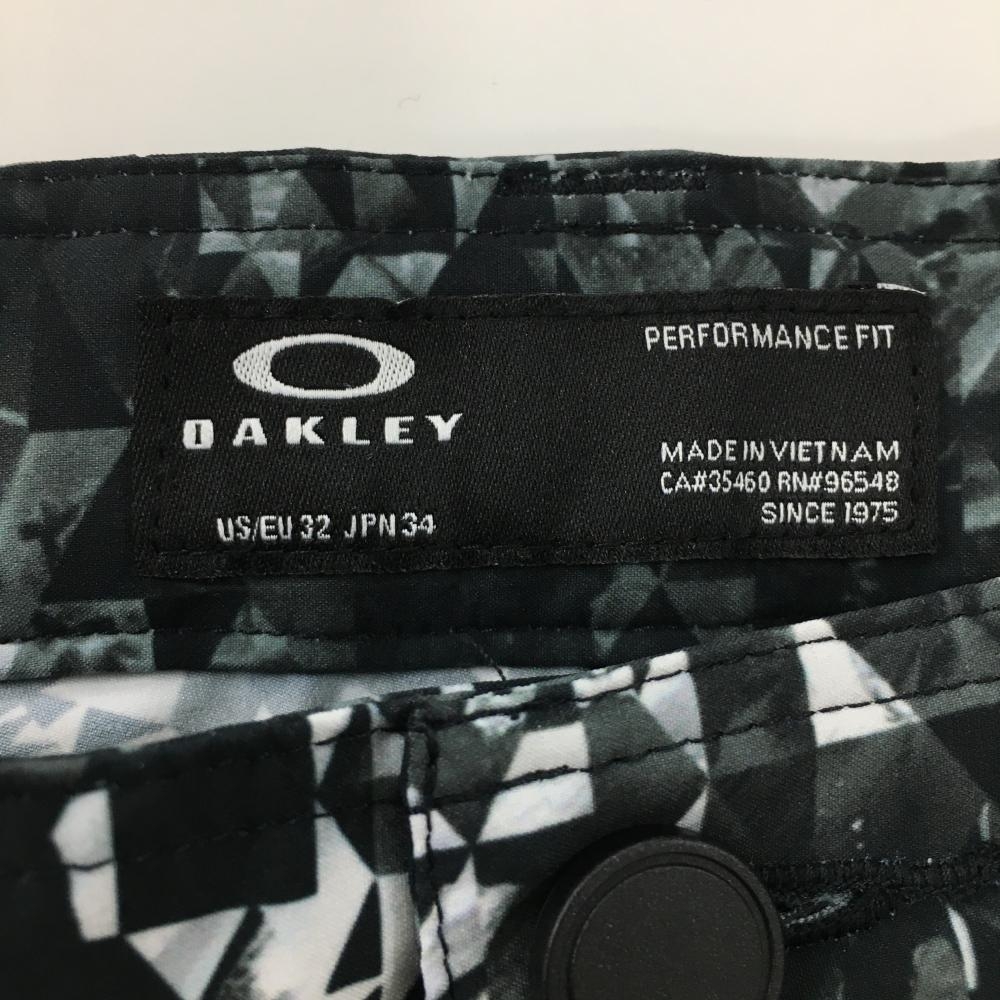 OAKLEY
US/EU 32 JPN 34
PERFORMANCE FIT
MADE IN VIETNAM
CA#35460 RN#96548
SINCE 1975